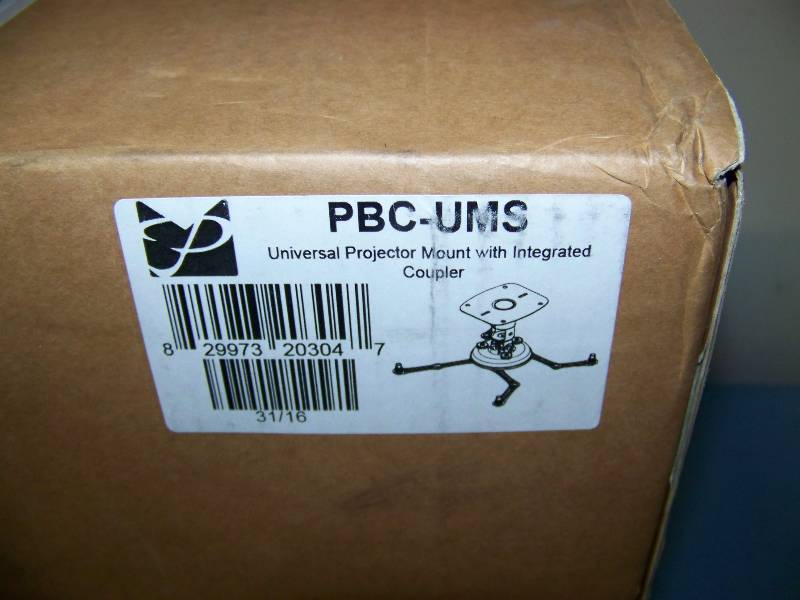 PBC-UMS
Universal Projector Mount with Integrated
Coupler
8 29973 20304 7
31/16